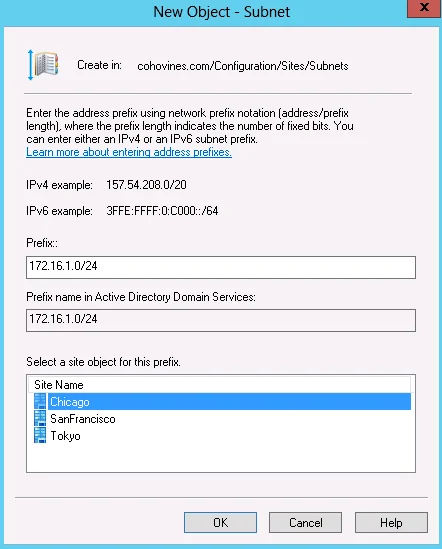 New Object - Subnet
x
Create in: cohovines.com/Configuration/Sites/Subnets
Enter the address prefix using network prefix notation (address/prefix
length), where the prefix length indicates the number of fixed bits. You
can enter either an IPv4 or an IPv6 subnet prefix.
Learn more about entering address prefixes.
IPv4 example: 157.54.208.0/20
IPv6 example: 3FFE:FFFF:0:C000::/64
Prefix::
172.16.1.0/24
Prefix name in Active Directory Domain Services:
172.16.1.0/24
Select a site object for this prefix.
Site Name
Chicago
SanFrancisco
Tokyo
OK Cancel Help